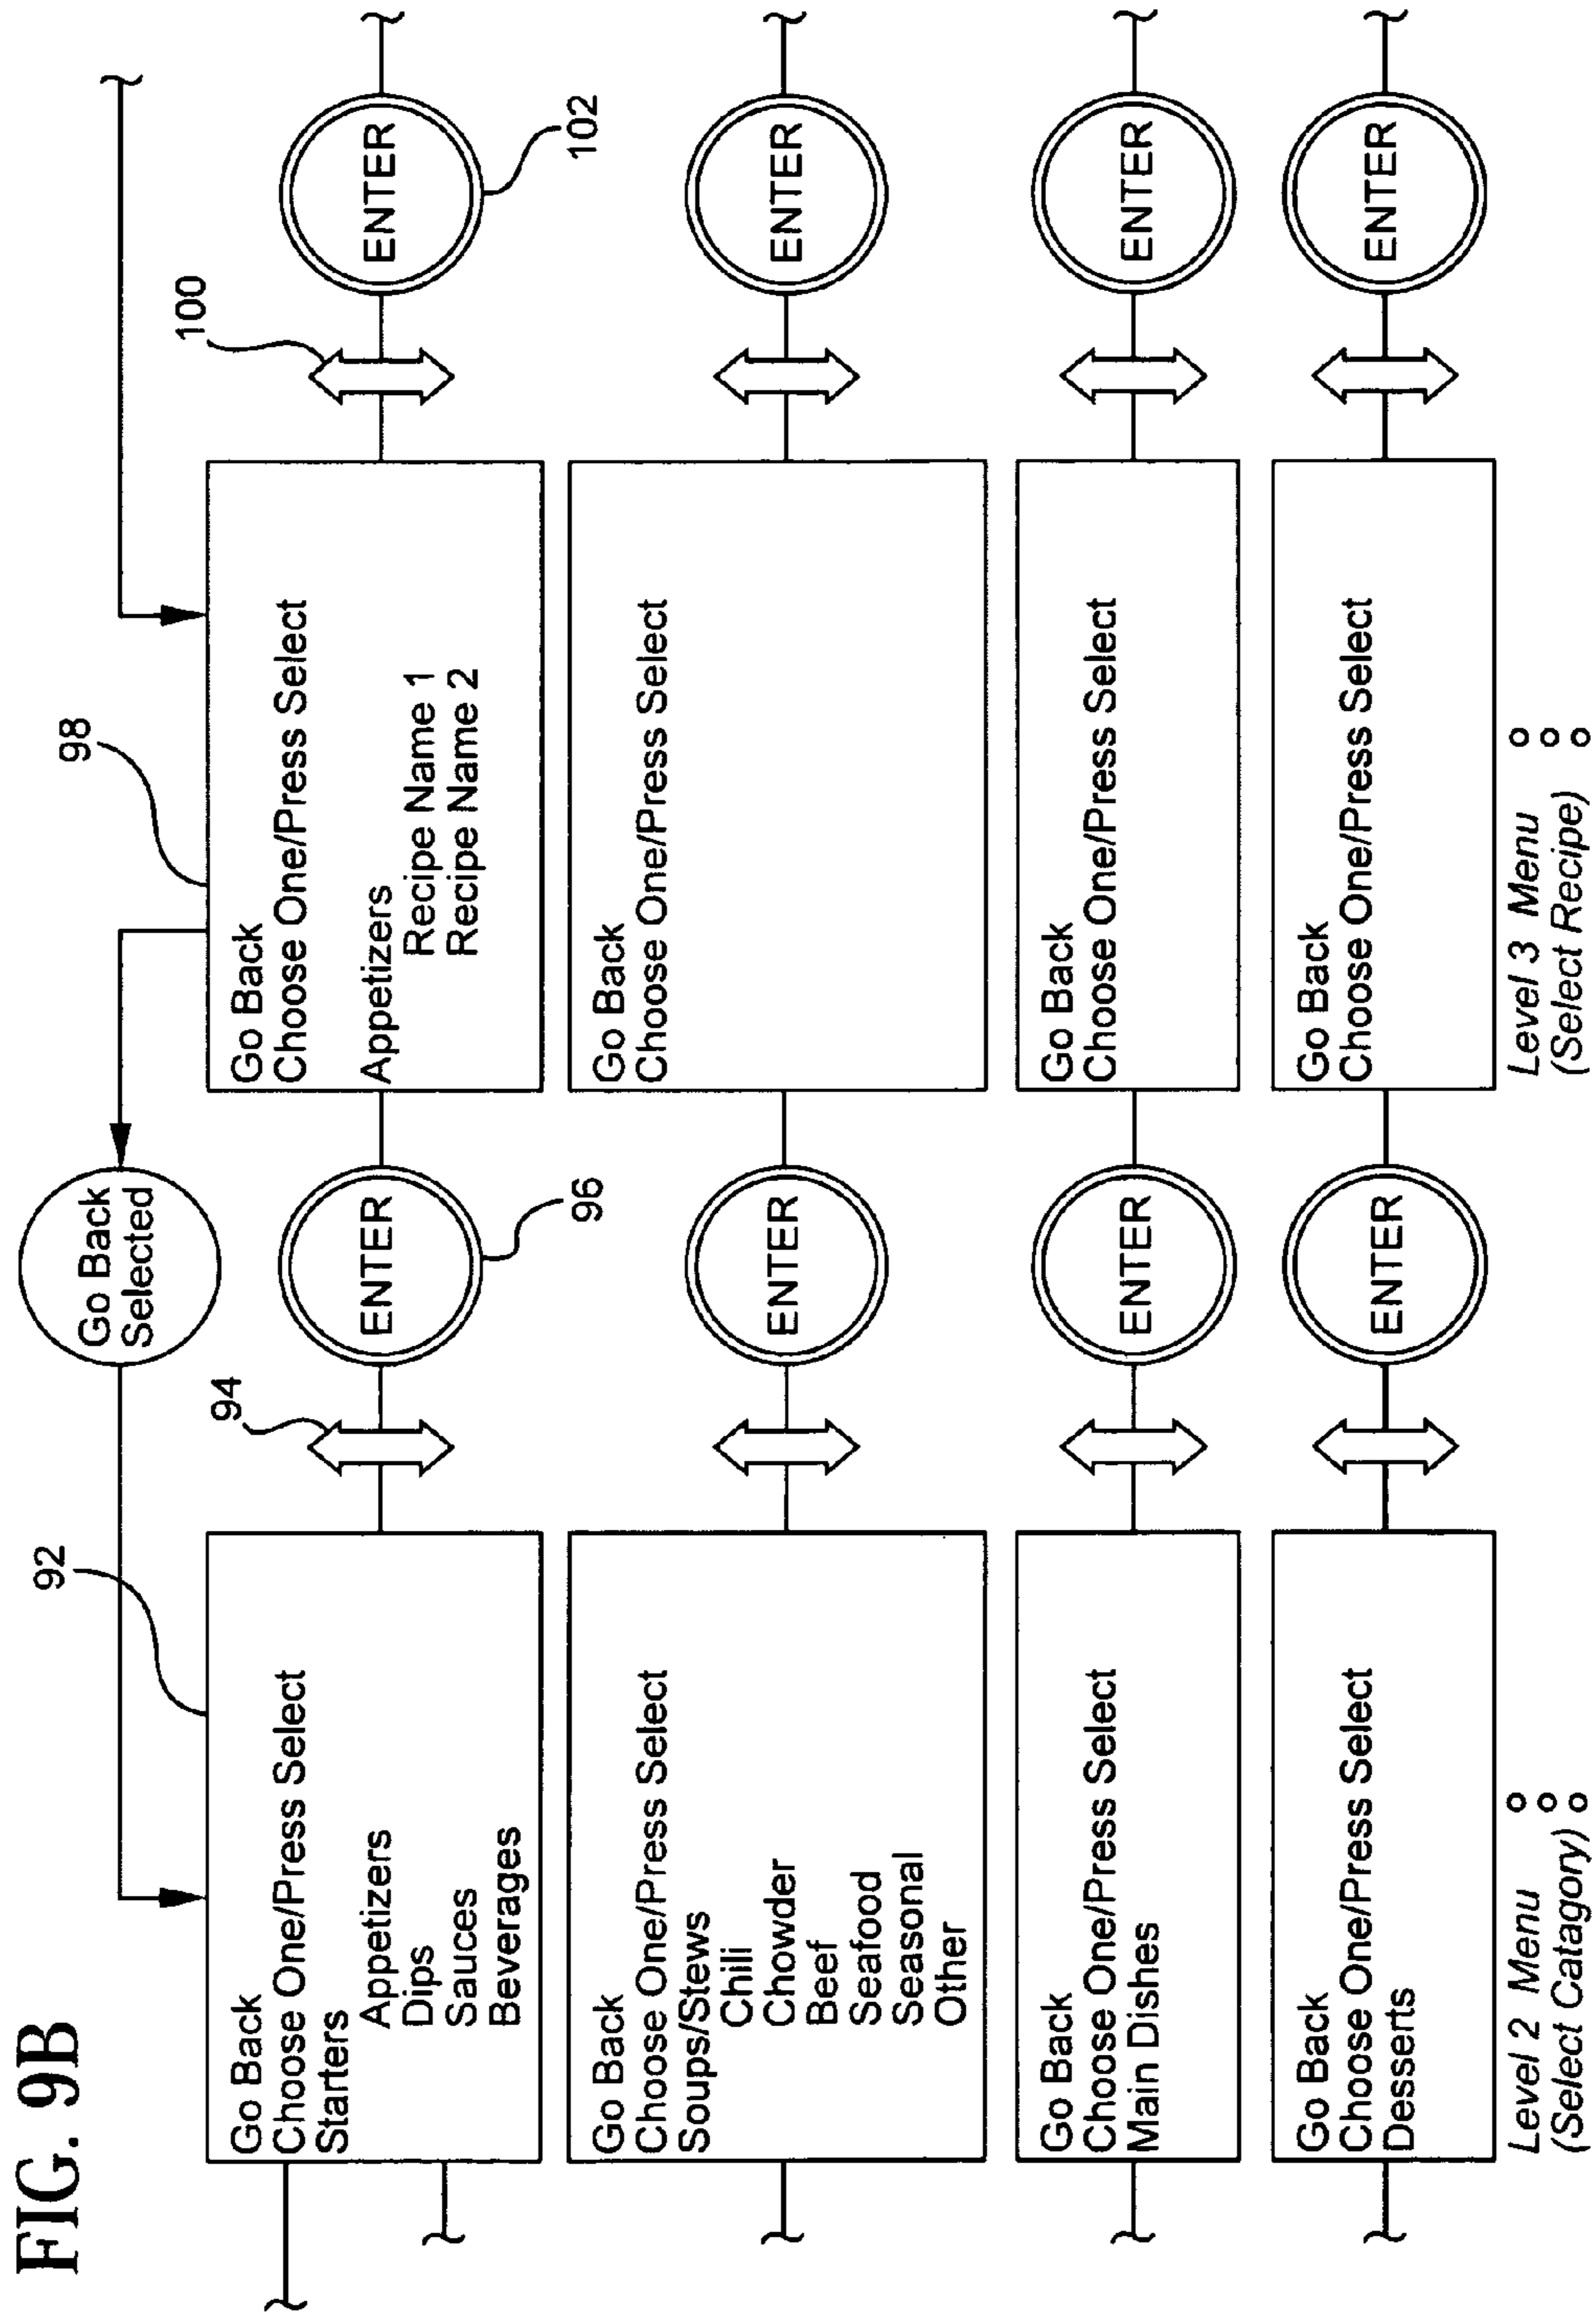 FIG. 9B
92
Go Back
Choose One/Press Select
Starters
Appetizers
Dips
Sauces
Beverages
94
Go Back
Selected
ENTER
96
98
Go Back
Choose One/Press Select
Appetizers
Recipe Name 1
Recipe Name 2
100
ENTER
102
Go Back
Choose One/Press Select
Soups/Stews
Chili
Chowder
Beef
Seafood
Seasonal
Other
ENTER
Go Back
Choose One/Press Select
ENTER
Go Back
Choose One/Press Select
Main Dishes
ENTER
Go Back
Choose One/Press Select
ENTER
Go Back
Choose One/Press Select
Desserts
ENTER
Go Back
Choose One/Press Select
ENTER
Level 2 Menu
(Select Catagory)
Level 3 Menu
(Select Recipe)